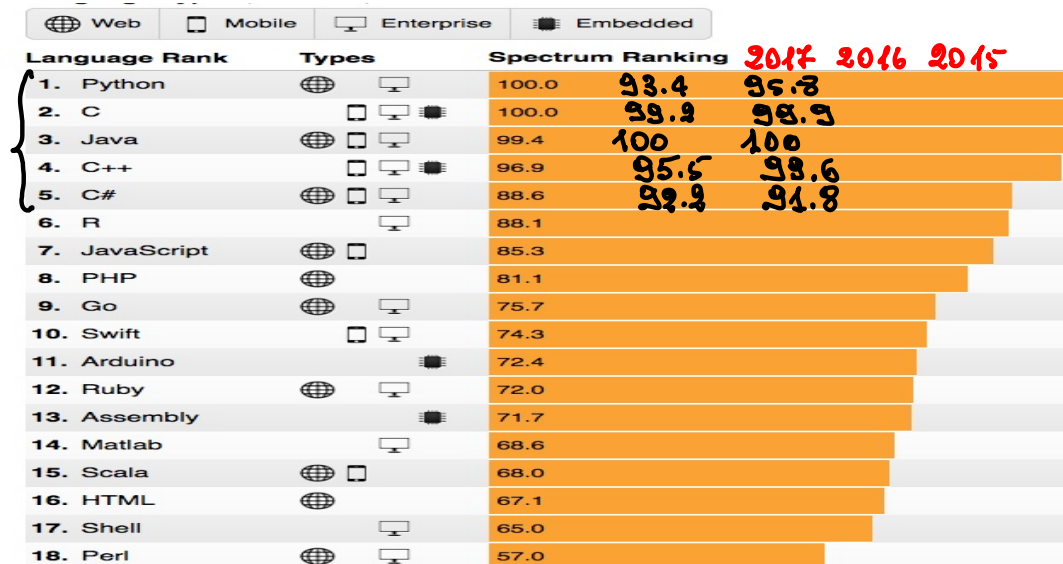 Web Mobile Enterprise Embedded
Language Rank Types Spectrum Ranking 2017 2016 2015
1. Python 100.0 93.4 95.8
2. C 100.0 99.2 99.9
3. Java 99.4 100 100
4. C++ 96.9 95.5 99.6
5. C# 88.6 92.2 91.8
6. R 88.1
7. JavaScript 85.3
8. PHP 81.1
9. Go 75.7
10. Swift 74.3
11. Arduino 72.4
12. Ruby 72.0
13. Assembly 71.7
14. Matlab 68.6
15. Scala 68.0
16. HTML 67.1
17. Shell 65.0
18. Perl 57.0